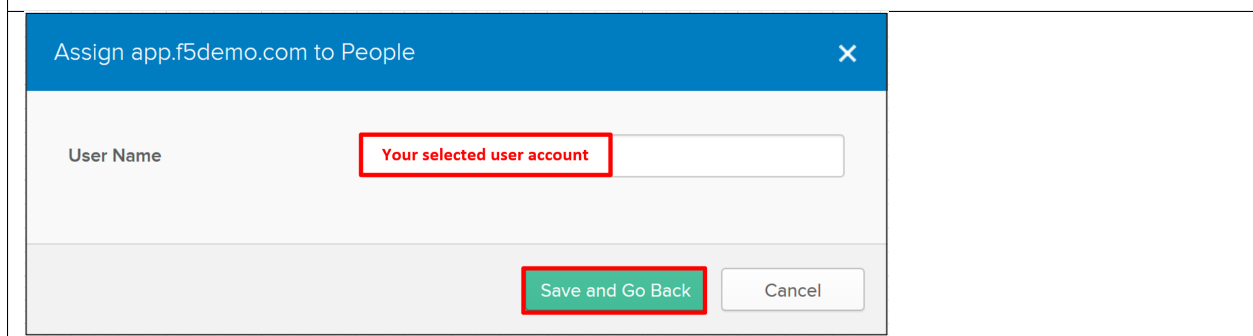 Assign app.f5demo.com to People
User Name
Your selected user account
Save and Go Back
Cancel